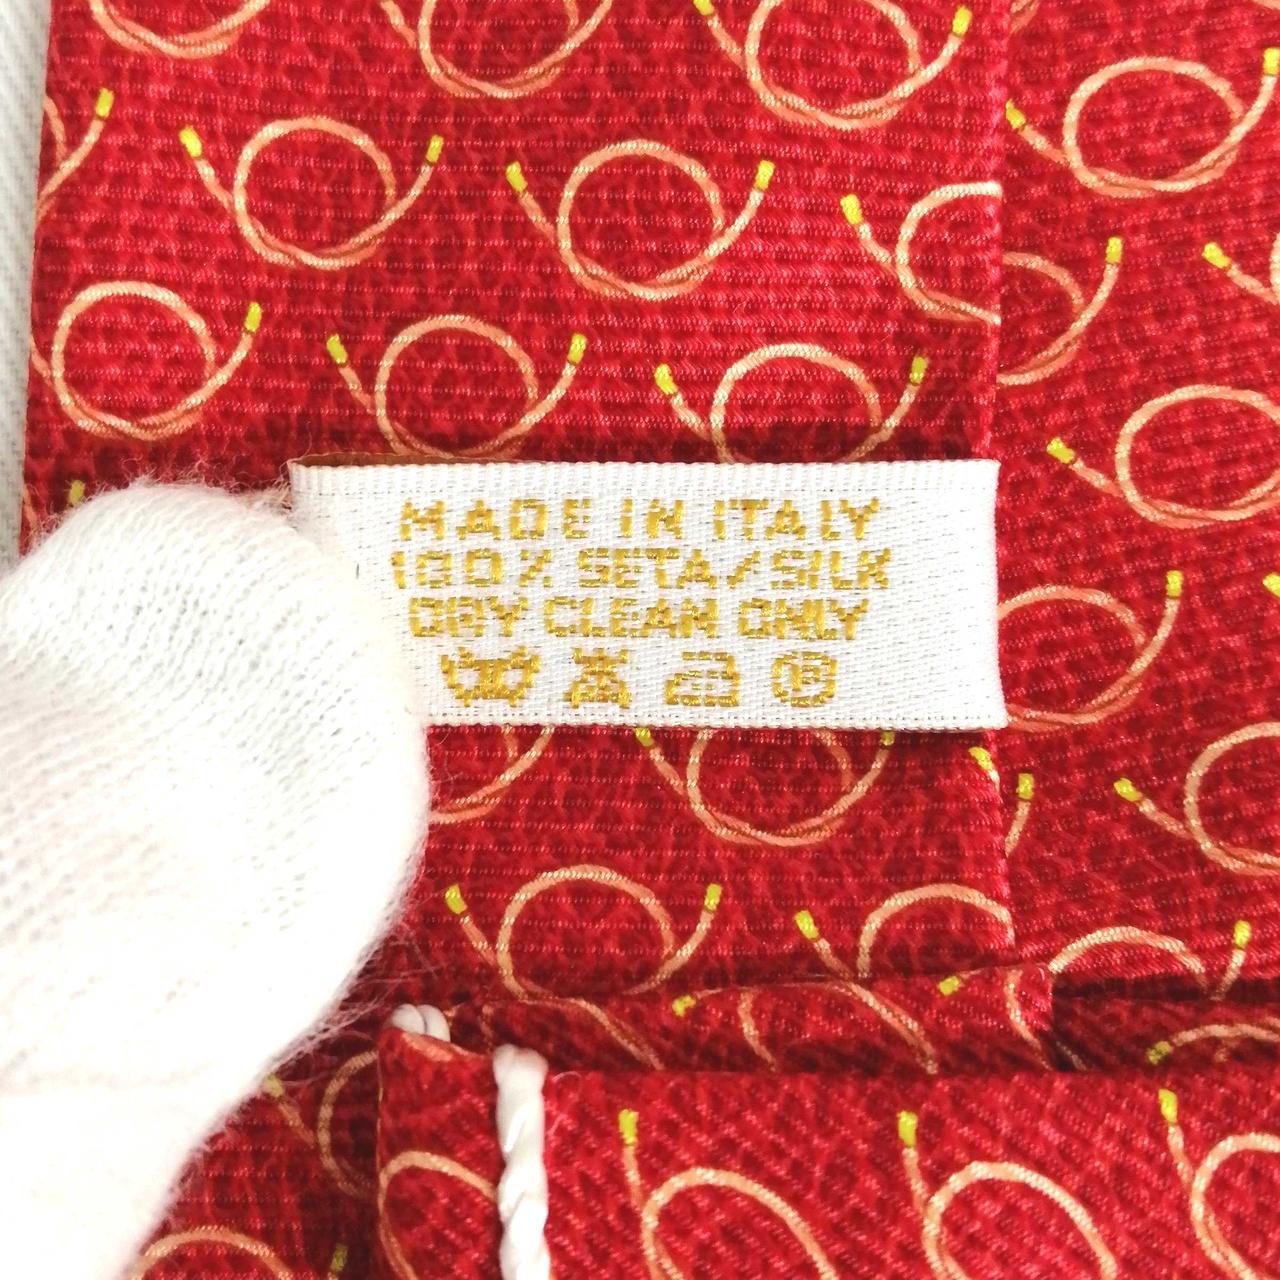 MADE IN ITALY
100% SETA/SILK
DRY CLEAN ONLY
P